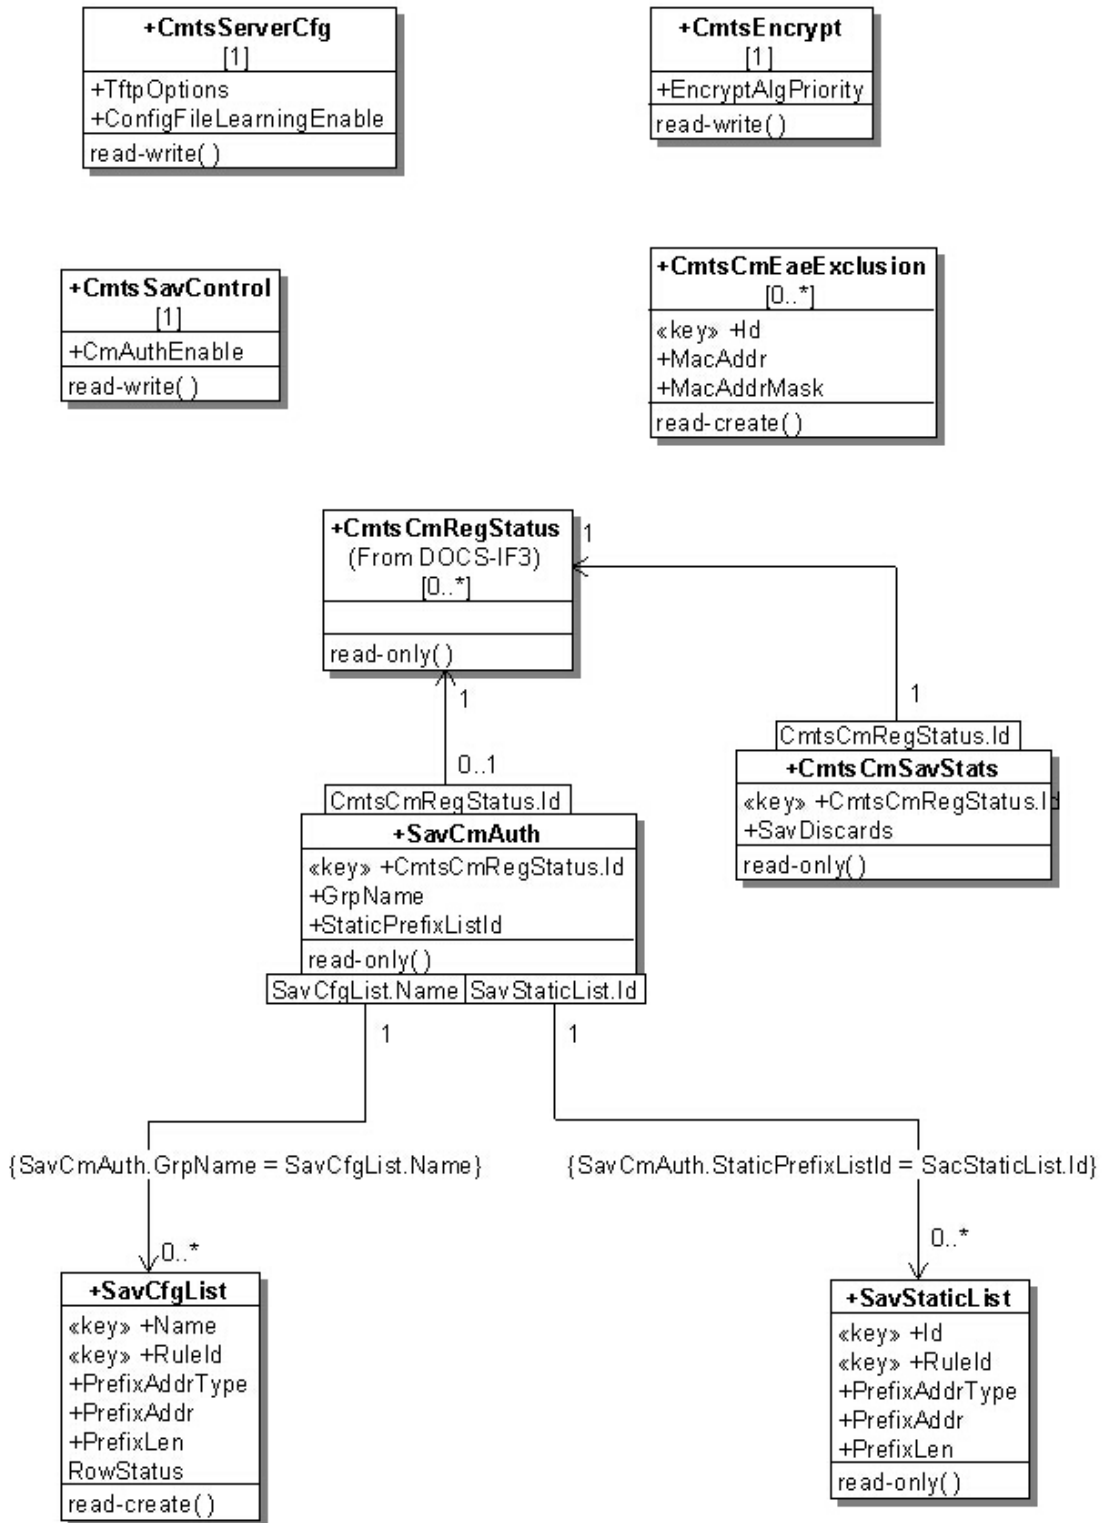 +CmtsServerCfg
[1]
+TftpOptions
+ConfigFileLearningEnable
read-write()
+CmtsEncrypt
[1]
+EncryptAlgPriority
read-write()
+CmtsSavControl
[1]
+CmAuthEnable
read-write()
+CmtsCmEaeExclusion
[0..*]
«key» +Id
+MacAddr
+MacAddrMask
read-create()
+CmtsCmRegStatus
(From DOCS-IF3)
[0..*]
read-only()
1
1
1
0..1
CmtsCmRegStatus.Id
+CmtsCmSavStats
«key» +CmtsCmRegStatus.Id
+SavDiscards
read-only()
CmtsCmRegStatus.Id
+SavCmAuth
«key» +CmtsCmRegStatus.Id
+GrpName
+StaticPrefixListId
read-only()
SavCfgList.Name
SavStaticList.Id
1
1
{SavCmAuth.GrpName = SavCfgList.Name}
{SavCmAuth.StaticPrefixListId = SacStaticList.Id}
0..*
0..*
+SavCfgList
«key» +Name
«key» +RuleId
+PrefixAddrType
+PrefixAddr
+PrefixLen
RowStatus
read-create()
+SavStaticList
«key» +Id
«key» +RuleId
+PrefixAddrType
+PrefixAddr
+PrefixLen
read-only()